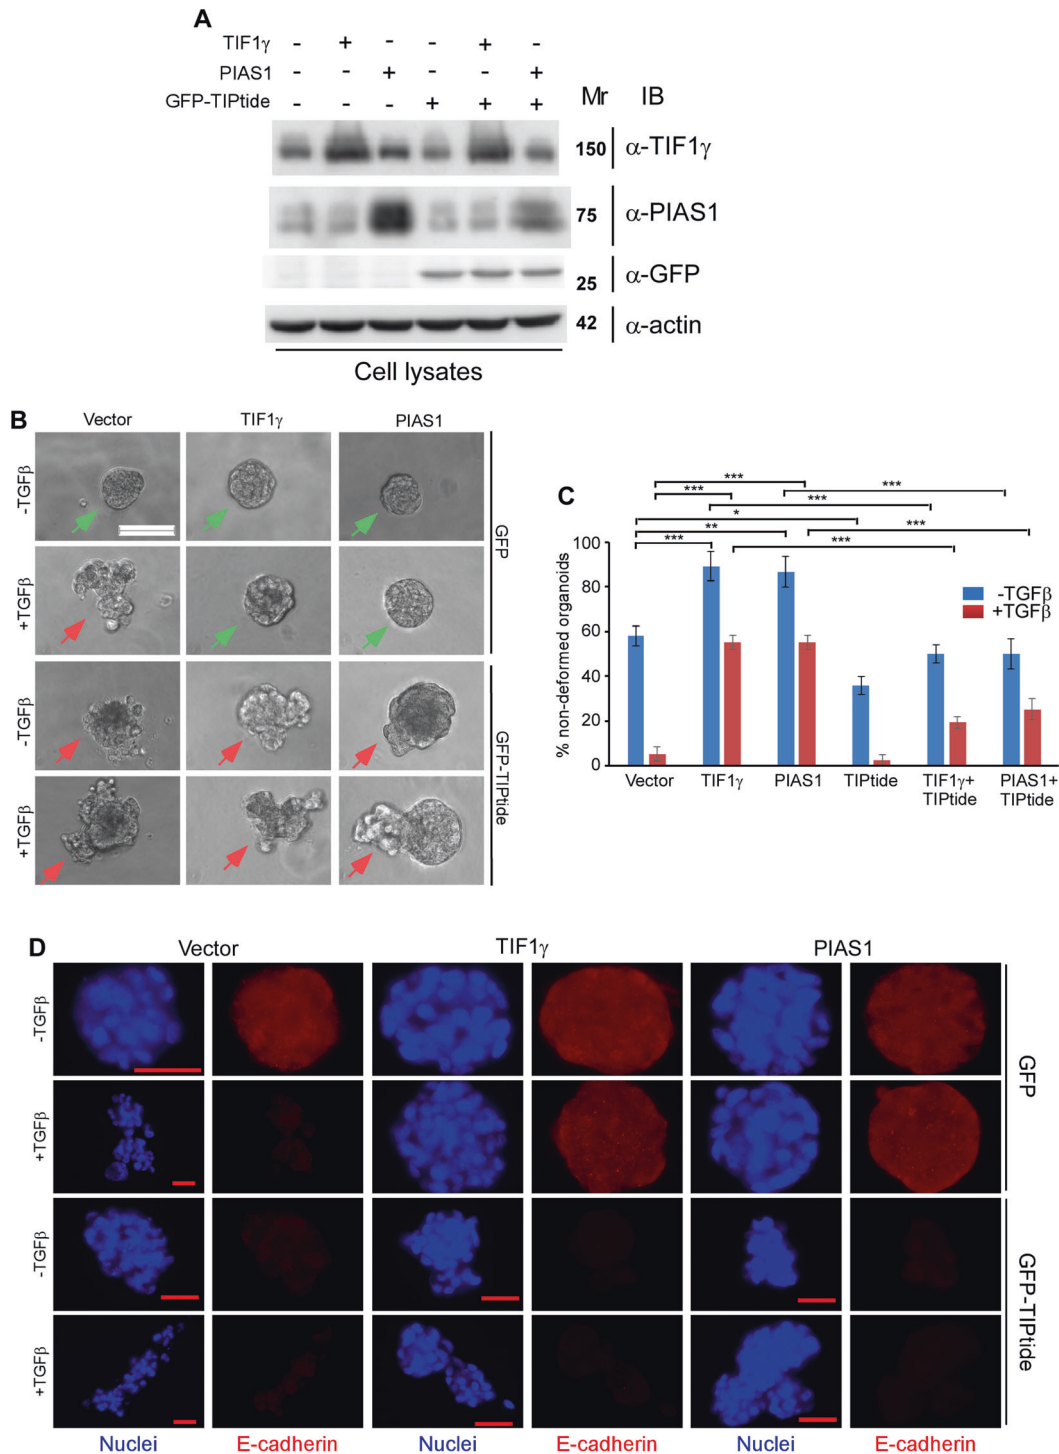 A
TIF1γ - + - - + -
PIAS1 - - + - - +
GFP-TIPtide - - - + + +
Mr IB
150 α-TIF1γ
75 α-PIAS1
25 α-GFP
42 α-actin
Cell lysates
B
Vector TIF1γ PIAS1
-TGFβ
+TGFβ
GFP
-TGFβ
+TGFβ
GFP-TIPtide
C
***
*** ***
***
*
** ***
*** ***
% non-deformed organoids
100
80
60
40
20
0
-TGFβ
+TGFβ
Vector TIF1γ PIAS1 TIPtide TIF1γ+ PIAS1+
TIPtide TIPtide
D
Vector TIF1γ PIAS1
-TGFβ
+TGFβ
GFP
-TGFβ
+TGFβ
GFP-TIPtide
Nuclei E-cadherin Nuclei E-cadherin Nuclei E-cadherin